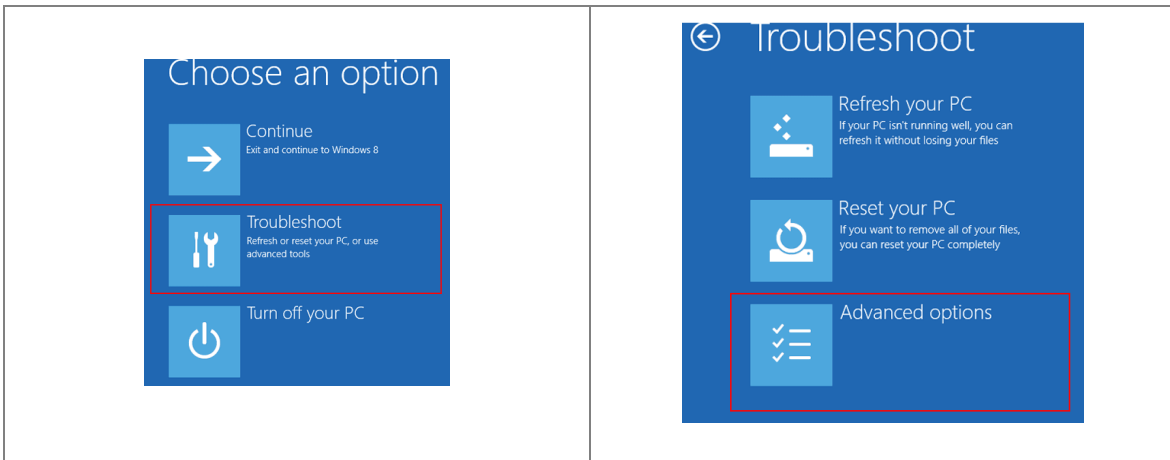 Choose an option
Continue
Exit and continue to Windows 8
Troubleshoot
Refresh or reset your PC, or use
advanced tools
Turn off your PC
Troubleshoot
Refresh your PC
If your PC isn't running well, you can
refresh it without losing your files
Reset your PC
If you want to remove all of your files,
you can reset your PC completely
Advanced options